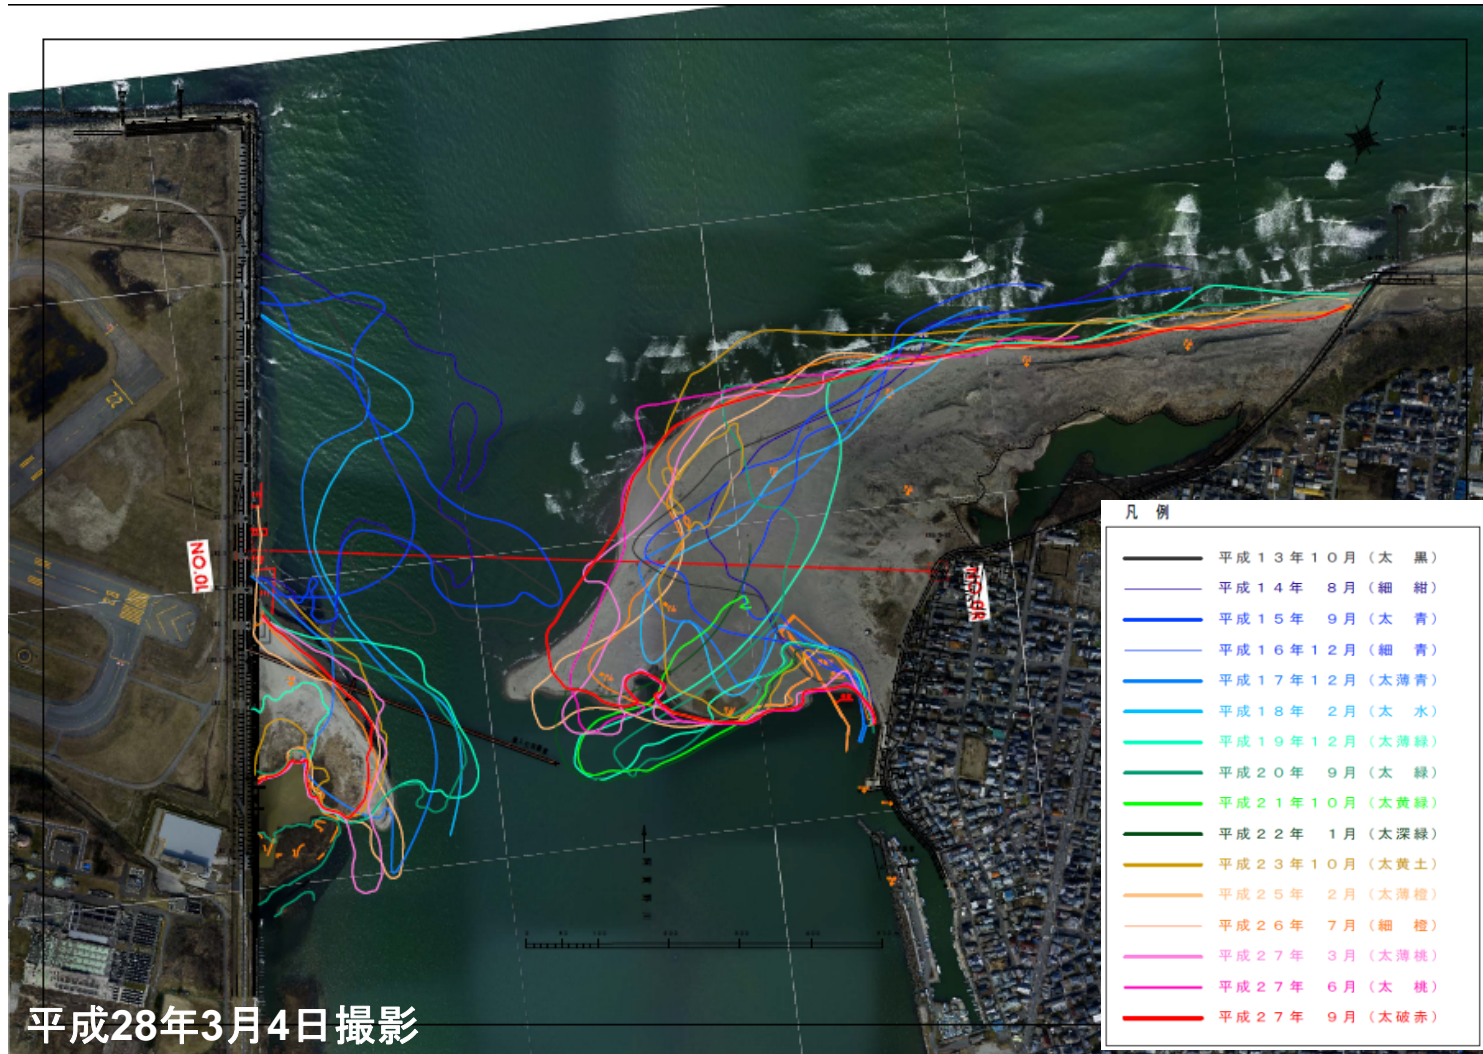 22
NO.0L
NO.0R
凡 例
平成13年10月(太 黒)
平成14年 8月(細 紺)
平成15年 9月(太 青)
平成16年12月(細 青)
平成17年12月(太薄青)
平成18年 2月(太 水)
平成19年12月(太薄緑)
平成20年 9月(太 緑)
平成21年10月(太黄緑)
平成22年 1月(太深緑)
平成23年10月(太黄土)
平成25年 2月(太薄橙)
平成26年 7月(細 橙)
平成27年 3月(太薄桃)
平成27年 6月(太 桃)
平成27年 9月(太破赤)
平成28年3月4日撮影